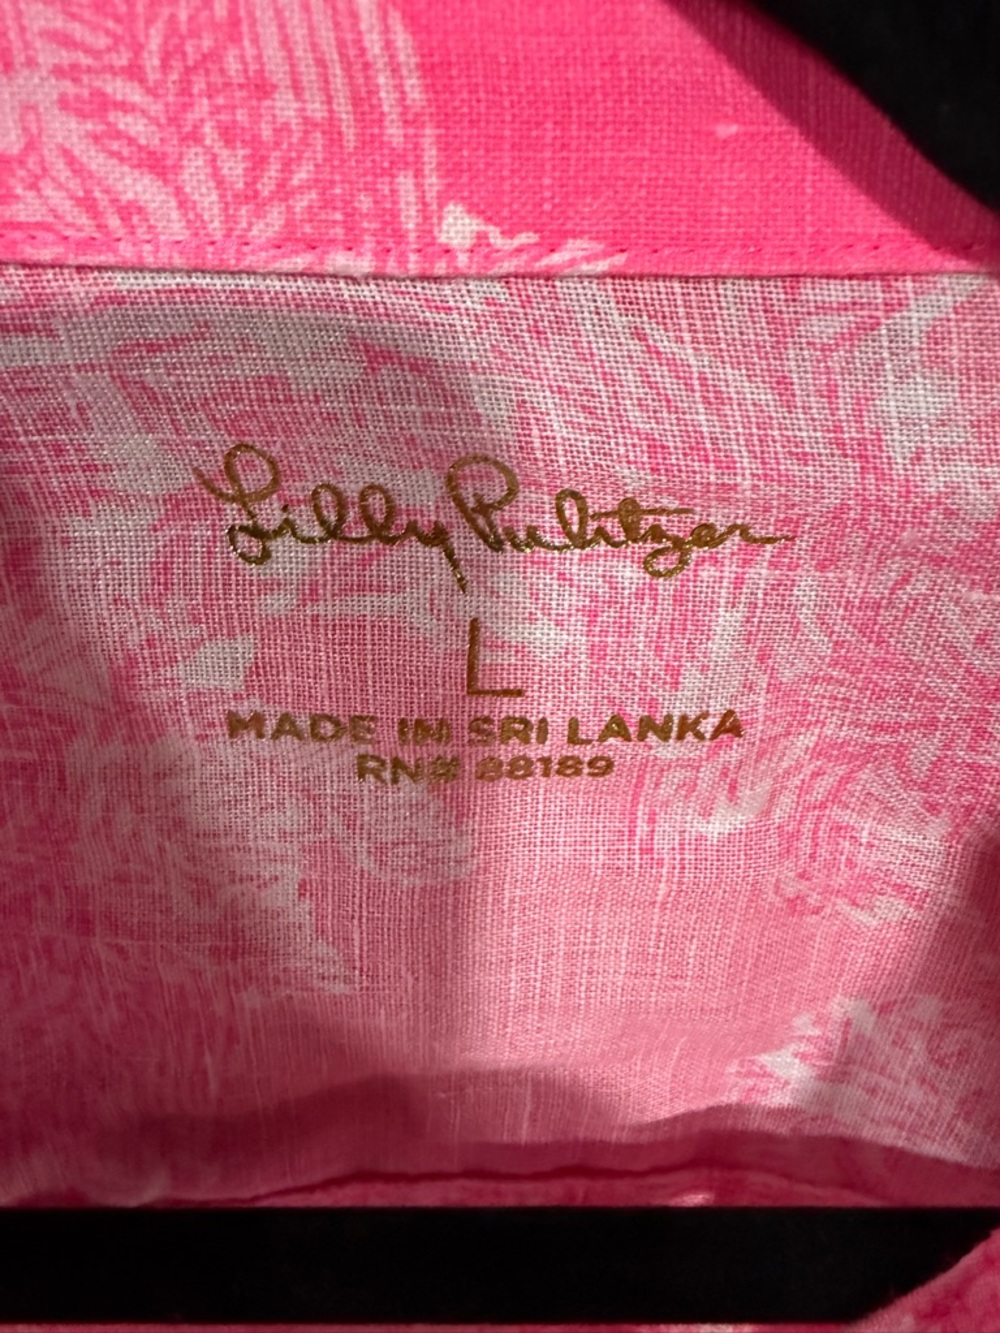 Lilly Pulitzer
L
MADE IN SRI LANKA
RN# 88189